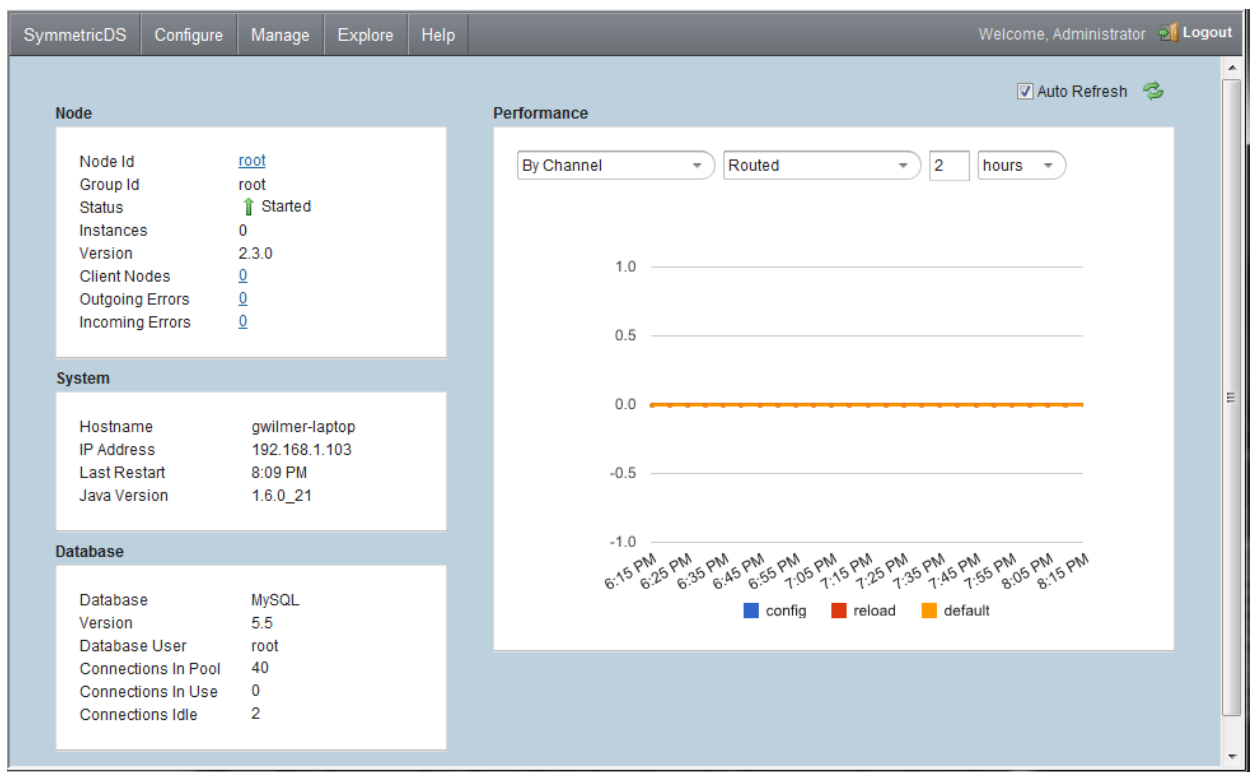 SymmetricDS Configure Manage Explore Help Welcome, Administrator Logout
Auto Refresh
Node
Node Id root
Group Id root
Status Started
Instances 0
Version 2.3.0
Client Nodes 0
Outgoing Errors 0
Incoming Errors 0
System
Hostname gwilmer-laptop
IP Address 192.168.1.103
Last Restart 8:09 PM
Java Version 1.6.0_21
Database
Database MySQL
Version 5.5
Database User root
Connections In Pool 40
Connections In Use 0
Connections Idle 2
Performance
By Channel Routed 2 hours
1.0
0.5
0.0
-0.5
-1.0
6:15 PM 6:25 PM 6:35 PM 6:45 PM 6:55 PM 7:05 PM 7:15 PM 7:25 PM 7:35 PM 7:45 PM 7:55 PM 8:05 PM 8:15 PM
config reload default